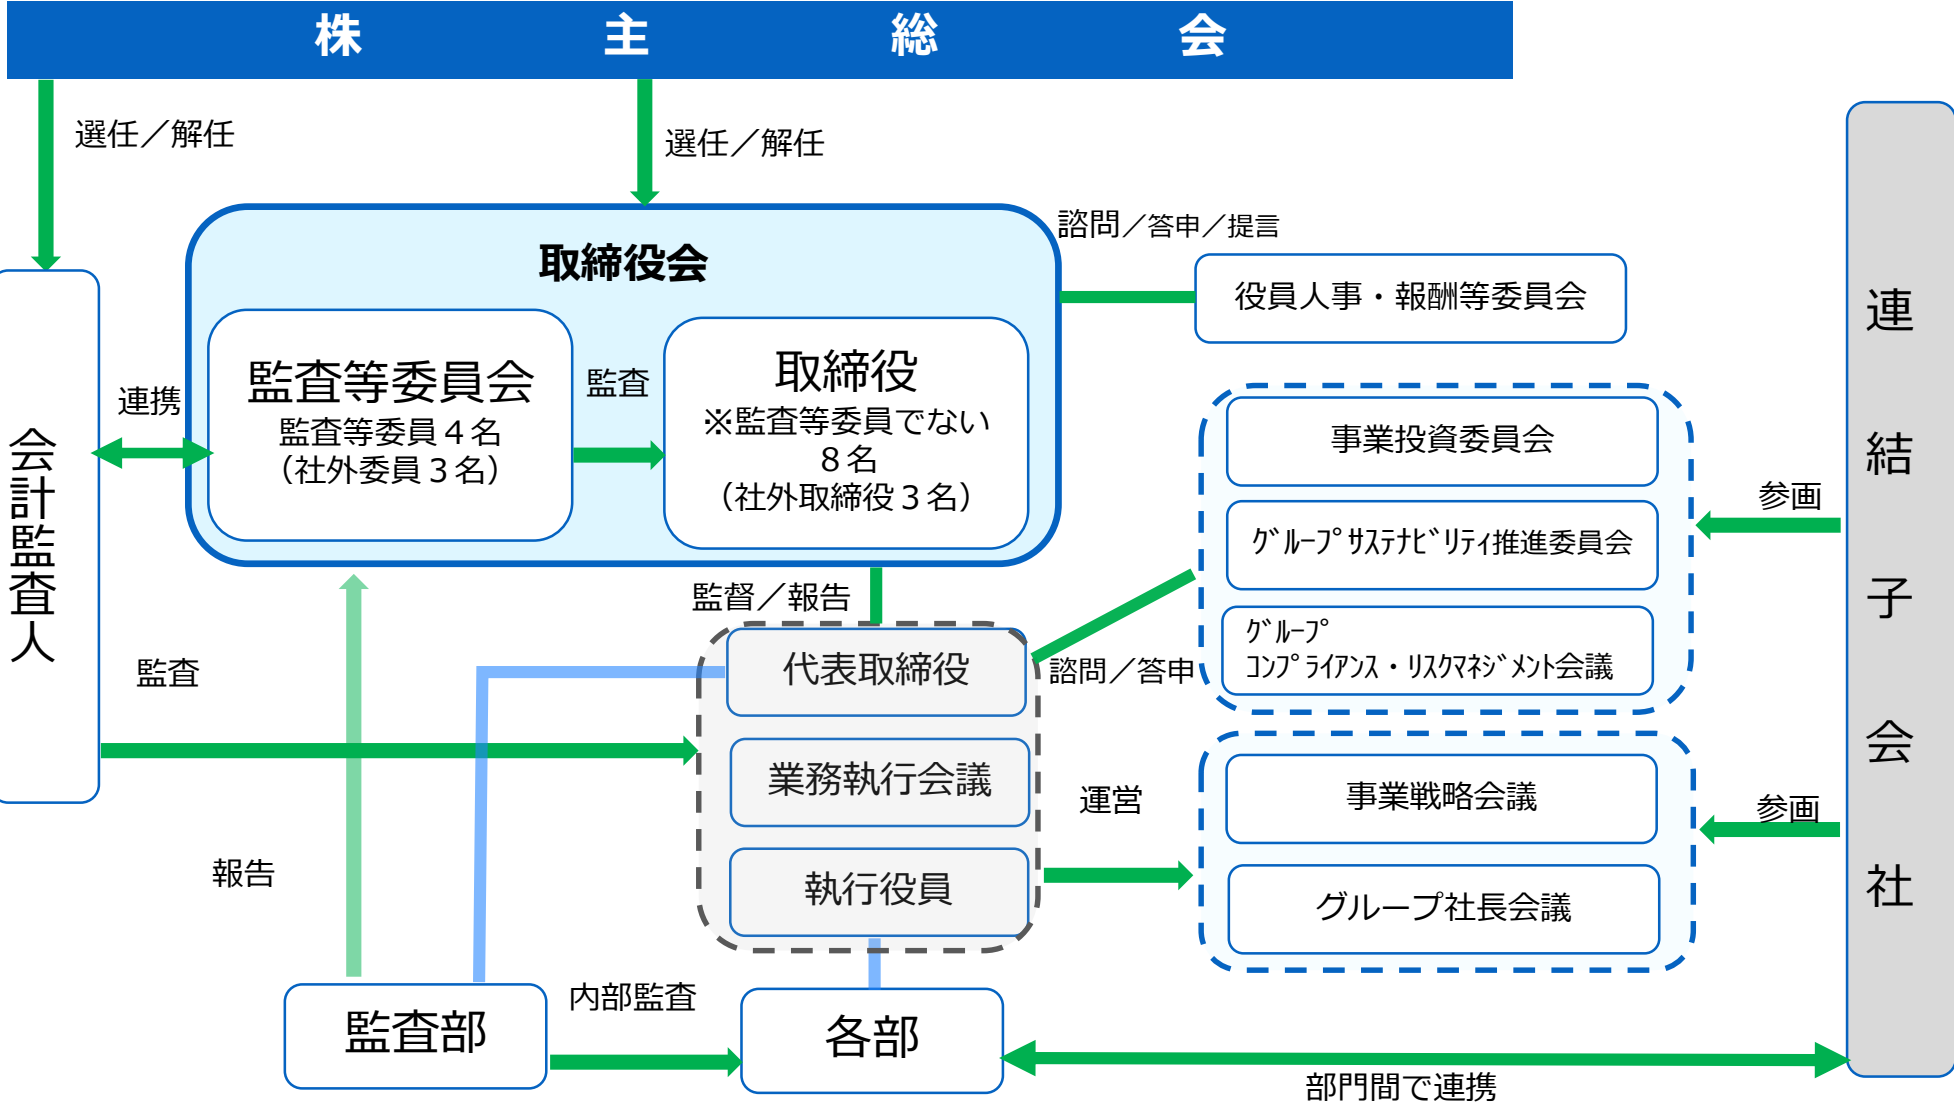 株主総会
選任／解任
選任／解任
取締役会
諮問／答申／提言
役員人事・報酬等委員会
監査等委員会
監査等委員４名
（社外委員３名）
監査
取締役
※監査等委員でない
８名
（社外取締役３名）
連携
会計監査人
事業投資委員会
ｸﾞﾙｰﾌﾟｻｽﾃﾅﾋﾞﾘﾃｨ推進委員会
ｸﾞﾙｰﾌﾟ
ｺﾝﾌﾟﾗｲｱﾝｽ・ﾘｽｸﾏﾈｼﾞﾒﾝﾄ会議
参画
連結子会社
監督／報告
諮問／答申
代表取締役
業務執行会議
執行役員
監査
運営
事業戦略会議
グループ社長会議
参画
報告
監査部
内部監査
各部
部門間で連携